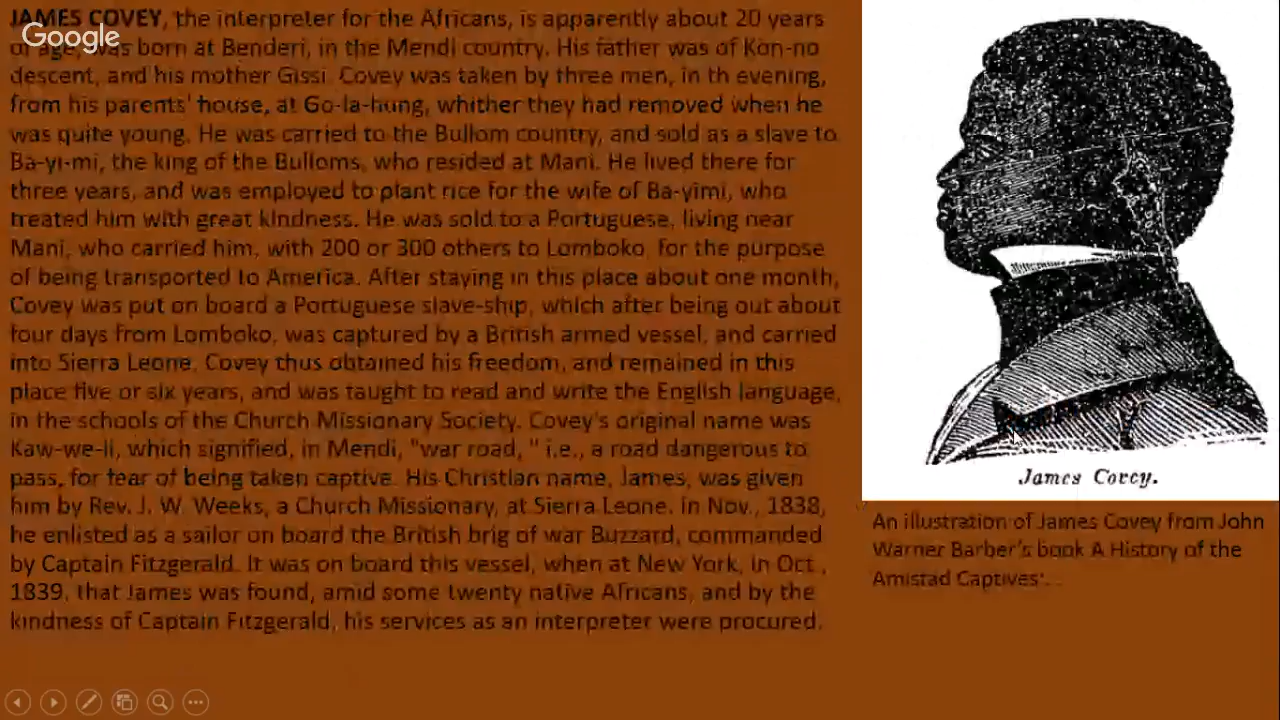 JAMES COVEY, the interpreter for the Africans, is apparently about 20 years
of age, was born at Benderi, in the Mendi country. His father was of Kon-no
descent, and his mother Gissi. Covey was taken by three men, in th evening,
from his parents' house, at Go-la-hung, whither they had removed when he
was quite young. He was carried to the Bullom country, and sold as a slave to
Ba-yi-mi, the king of the Bulloms, who resided at Mani. He lived there for
three years, and was employed to plant rice for the wife of Ba-yimi, who
treated him with great kindness. He was sold to a Portuguese, living near
Mani, who carried him, with 200 or 300 others to Lomboko, for the purpose
of being transported to America. After staying in this place about one month,
Covey was put on board a Portuguese slave-ship, which after being out about
four days from Lomboko, was captured by a British armed vessel, and carried
into Sierra Leone. Covey thus obtained his freedom, and remained in this
place five or six years, and was taught to read and write the English language,
in the schools of the Church Missionary Society. Covey's original name was
Kaw-we-li, which signified, in Mendi, "war road, " i.e., a road dangerous to
pass, for fear of being taken captive. His Christian name, James, was given
him by Rev. J. W. Weeks, a Church Missionary, at Sierra Leone. In Nov., 1838,
he enlisted as a sailor on board the British brig of war Buzzard, commanded
by Captain Fitzgerald. It was on board this vessel, when at New York, in Oct.,
1839, that James was found, amid some twenty native Africans, and by the
kindness of Captain Fitzgerald, his services as an interpreter were procured.
Google
James Covey.
An illustration of James Covey from John
Warner Barber's book A History of the
Amistad Captives'...